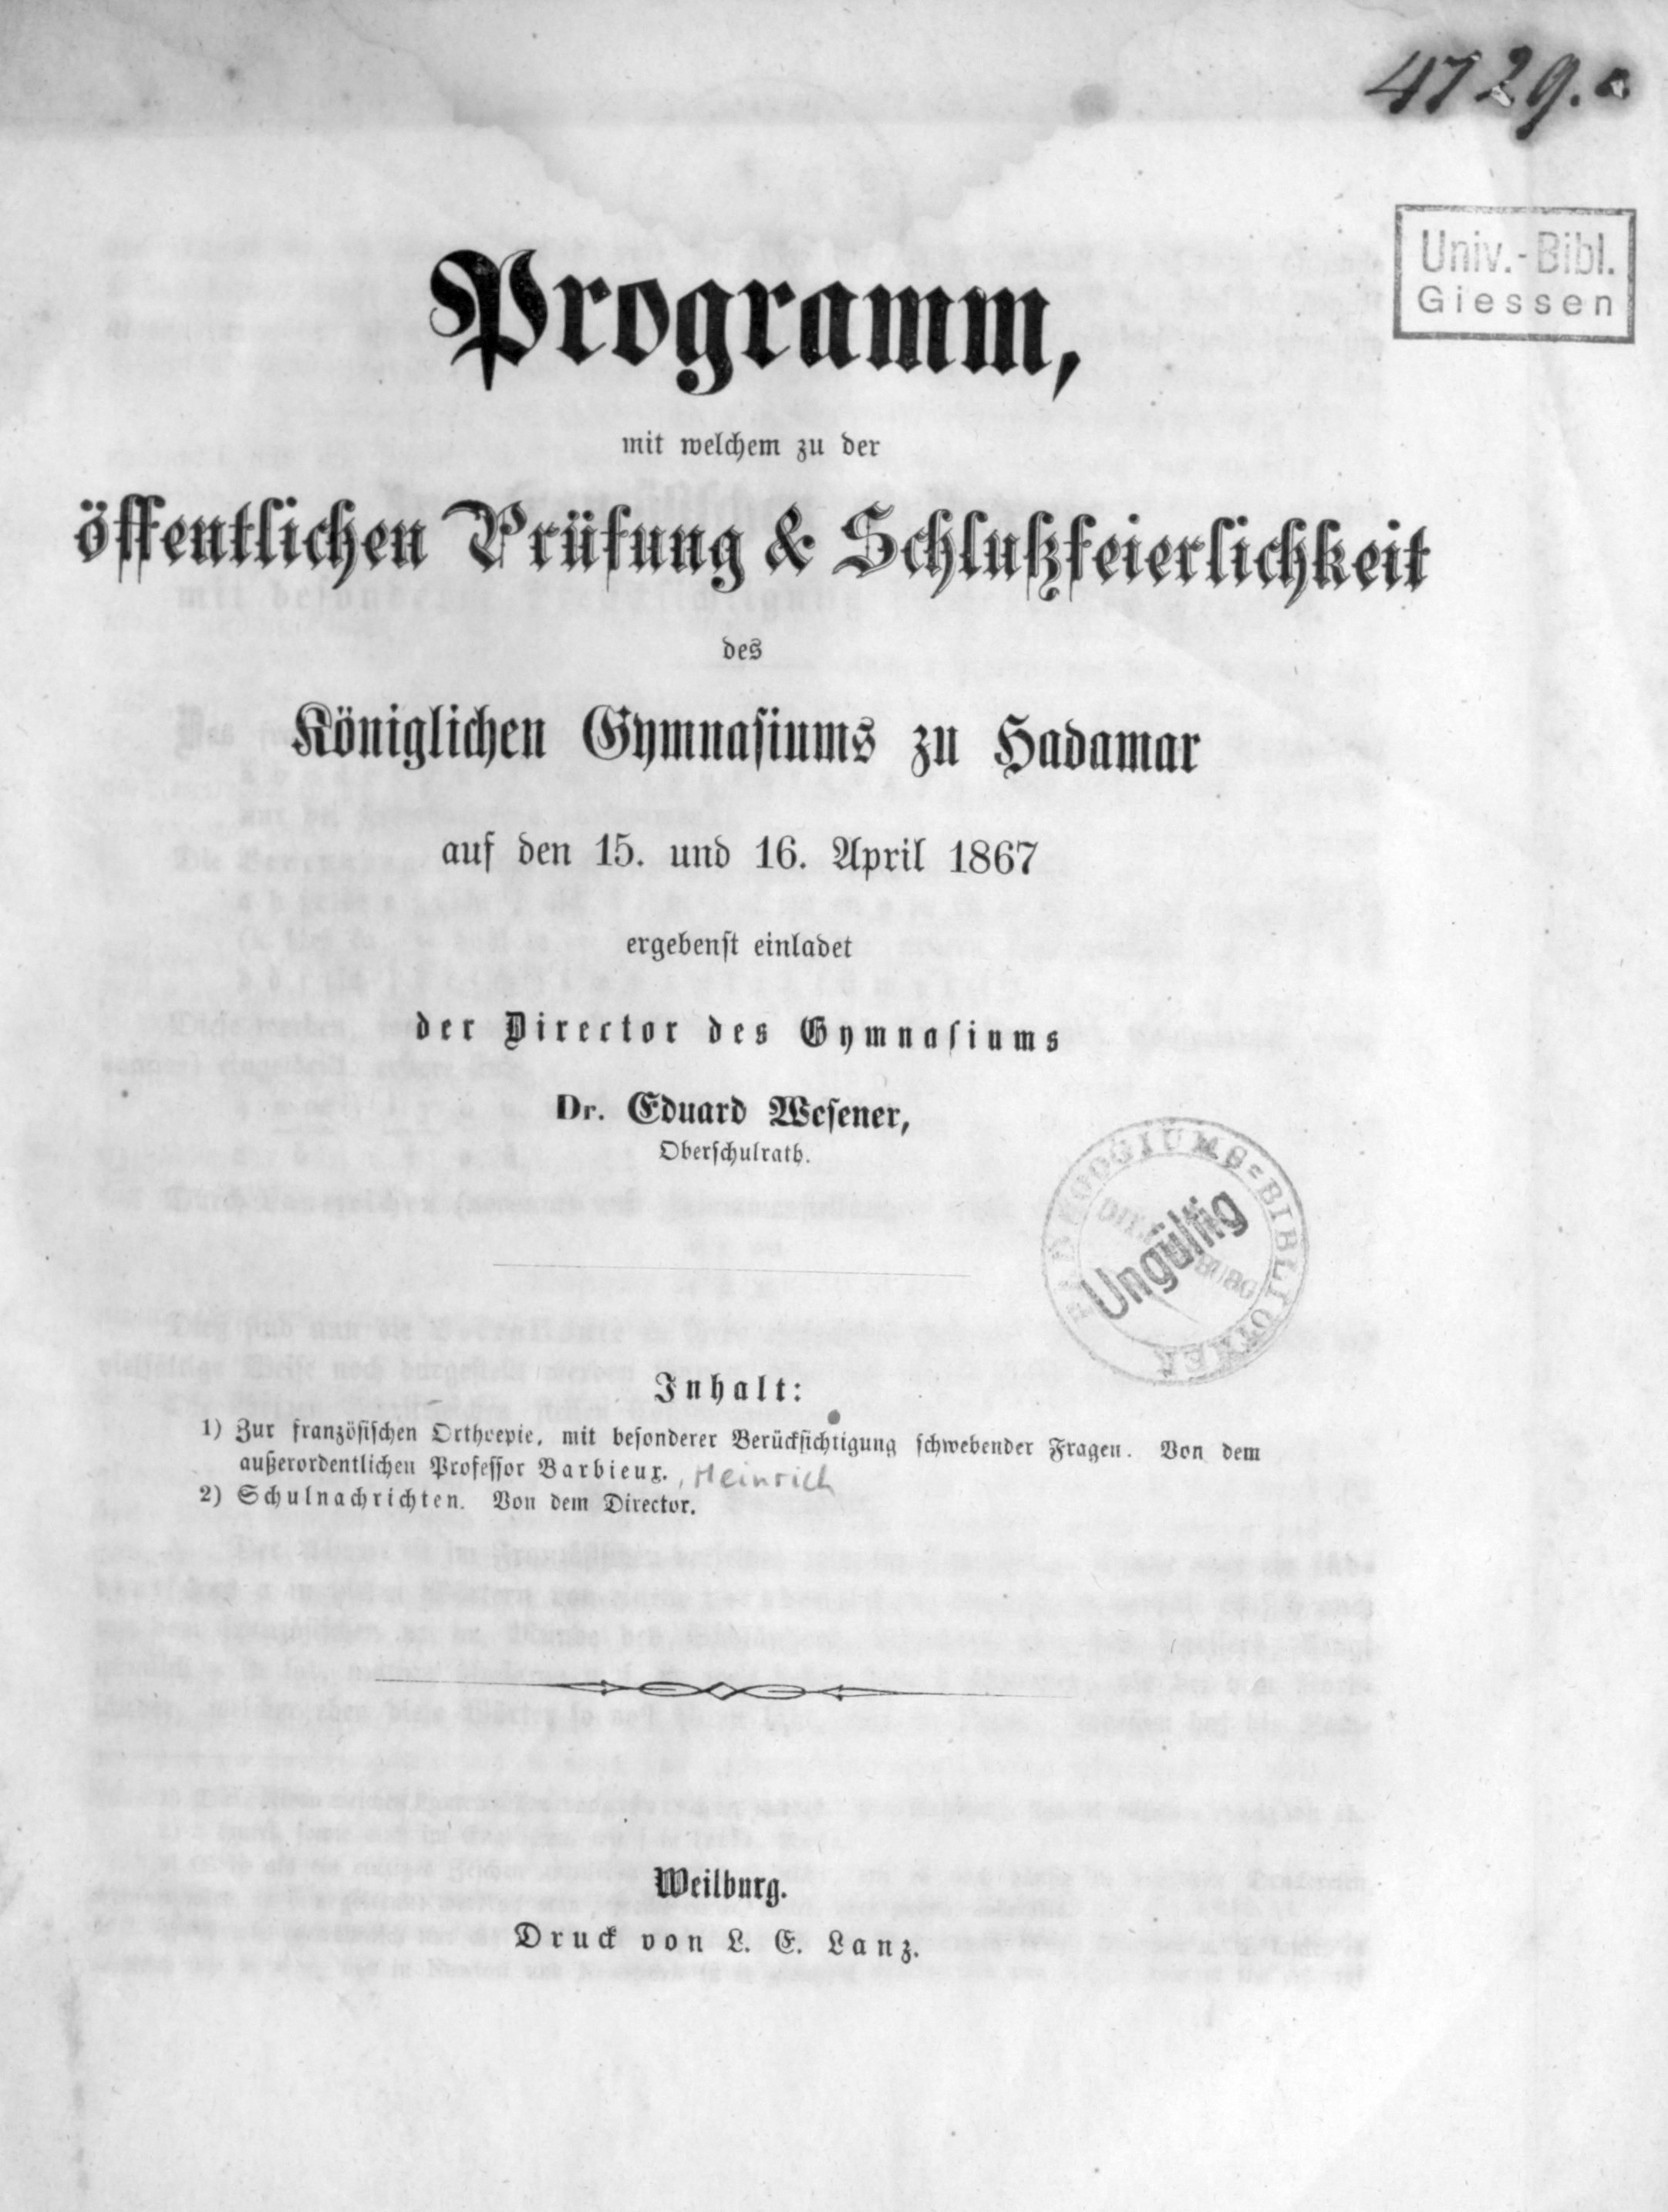 4729.a
Univ.-Bibl.
Giessen
Programm,
mit welchem zu der
öffentlichen Prüfung & Schlußfeierlichkeit
des
Königlichen Gymnasiums zu Hadamar
auf den 15. und 16. April 1867
ergebenst einladet
der Director des Gymnasiums
Dr. Eduard Wesener,
Oberschulrath.
Ungültig
Inhalt:
1) Zur französischen Orthoepie, mit besonderer Berücksichtigung schwebender Fragen. Von dem
außerordentlichen Professor Barbieux. , Heinrich
2) Schulnachrichten. Von dem Director.
Weilburg.
Druck von L. E. Lanz.